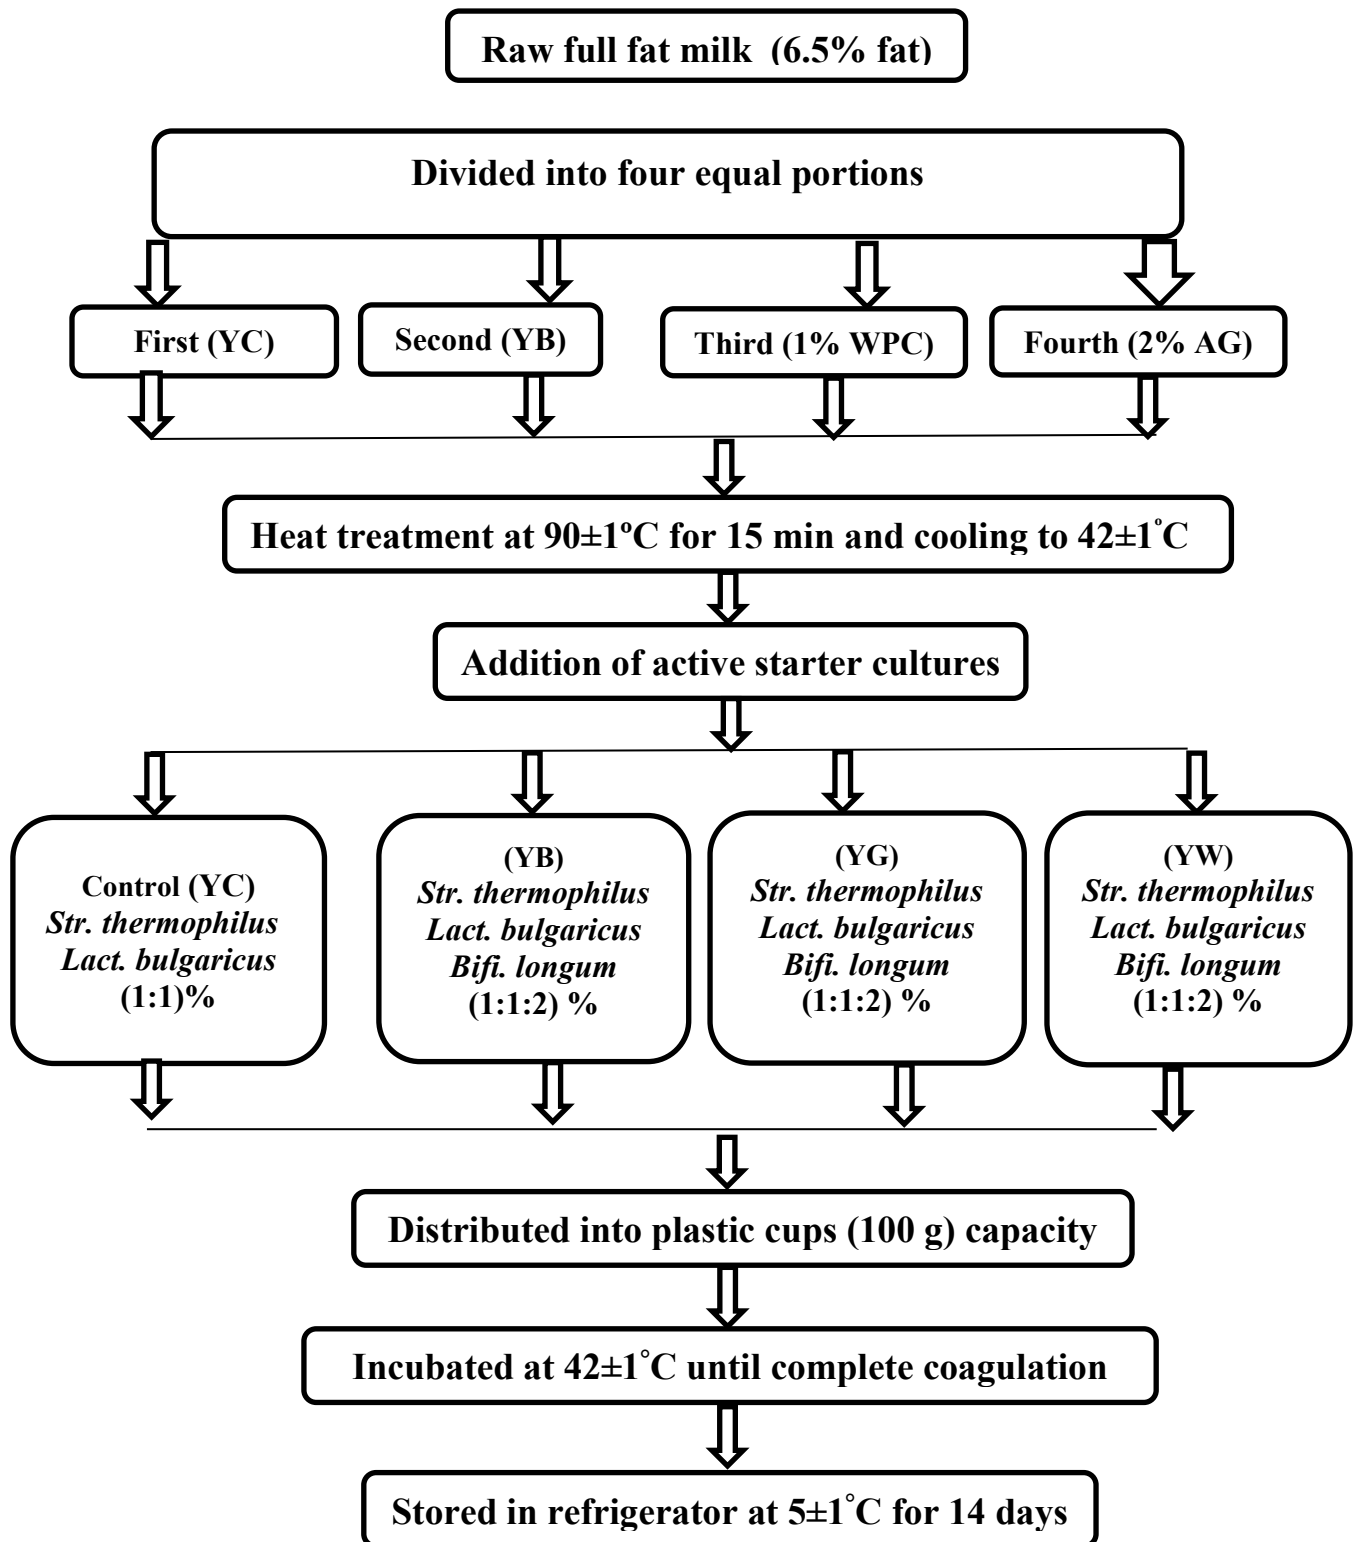 Raw full fat milk (6.5% fat)
Divided into four equal portions
First (YC)
Second (YB)
Third (1% WPC)
Fourth (2% AG)
Heat treatment at 90±1ºC for 15 min and cooling to 42±1°C
Addition of active starter cultures
Control (YC)
Str. thermophilus
Lact. bulgaricus
(1:1)%
(YB)
Str. thermophilus
Lact. bulgaricus
Bifi. longum
(1:1:2) %
(YG)
Str. thermophilus
Lact. bulgaricus
Bifi. longum
(1:1:2) %
(YW)
Str. thermophilus
Lact. bulgaricus
Bifi. longum
(1:1:2) %
Distributed into plastic cups (100 g) capacity
Incubated at 42±1°C until complete coagulation
Stored in refrigerator at 5±1°C for 14 days